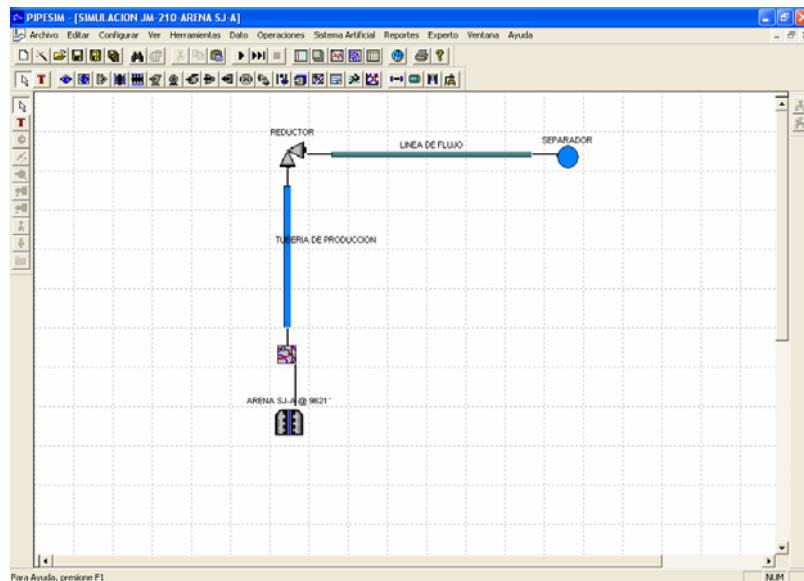 PIPESIM - [SIMULACION JM-210-ARENA SJ-A]
Archivo Editar Configurar Ver Herramientas Dato Operaciones Sistema Artificial Reportes Experto Ventana Ayuda
T
T
REDUCTOR
LINEA DE FLUJO
SEPARADOR
TUBERIA DE PRODUCCION
ARENA SJ-A @ 9621'
Para Ayuda, presione F1
NUM